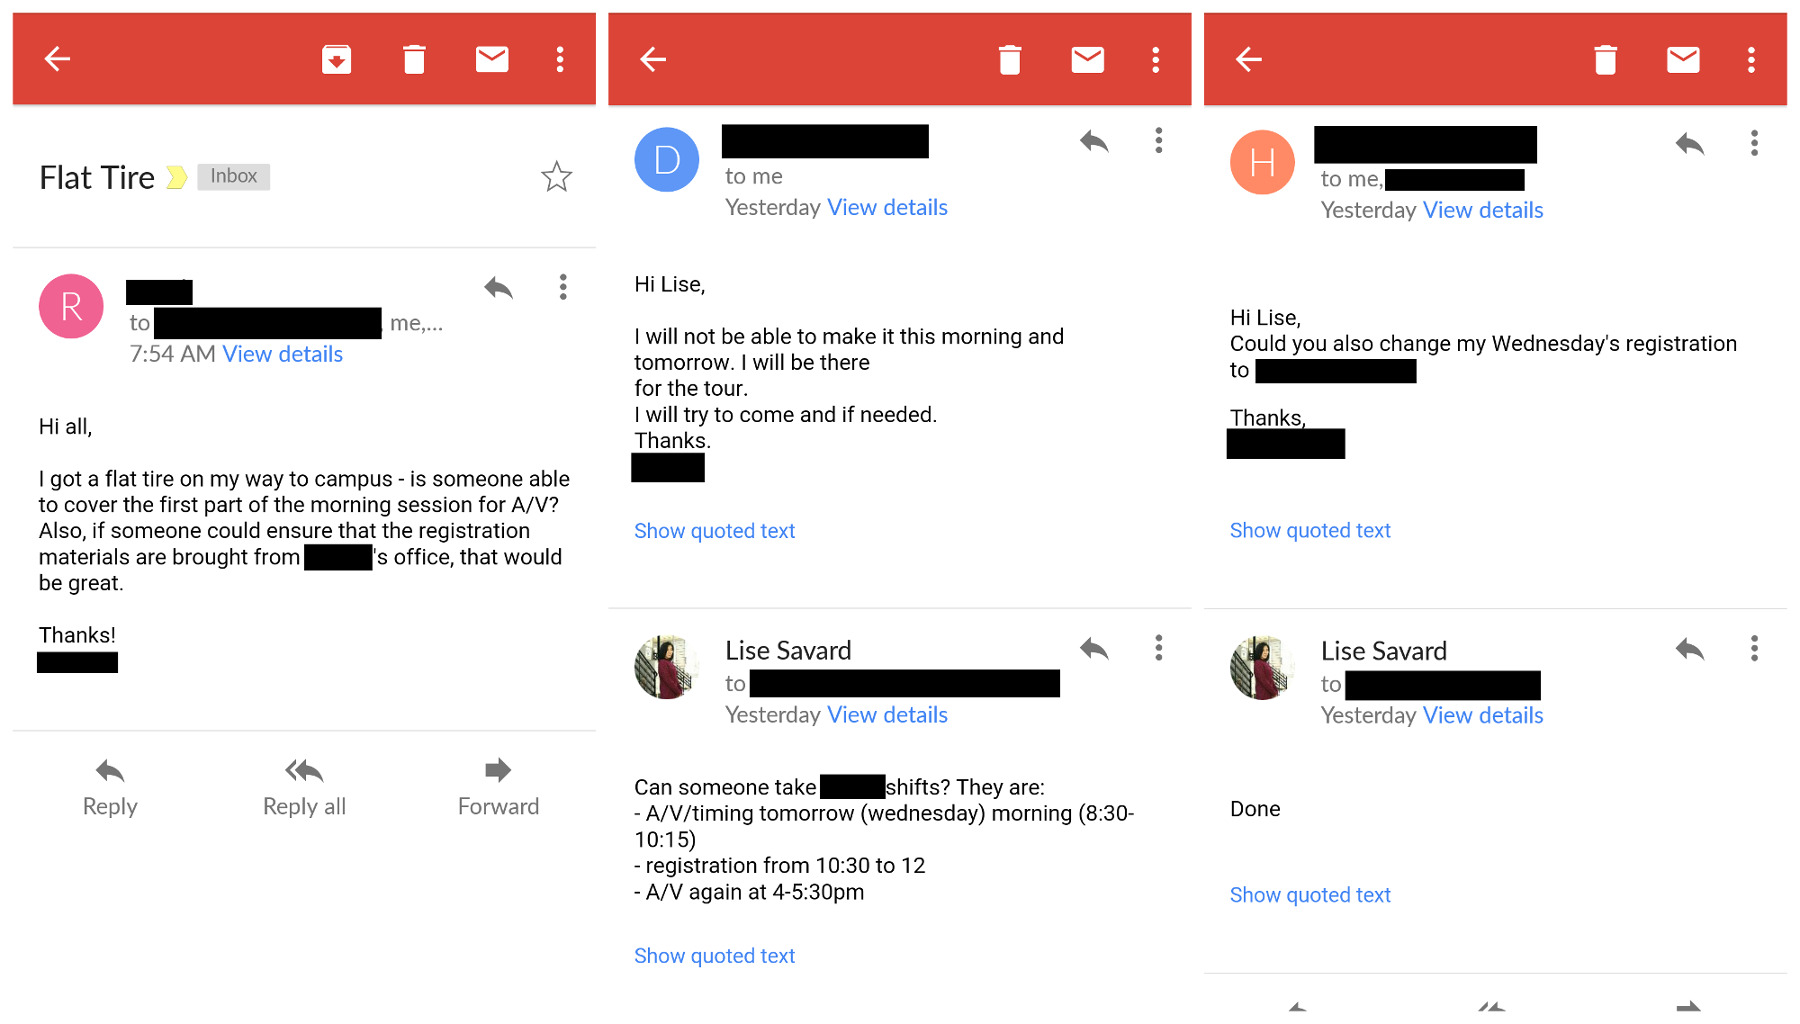 Flat Tire Inbox
R
to me,...
7:54 AM View details
Hi all,
I got a flat tire on my way to campus - is someone able
to cover the first part of the morning session for A/V?
Also, if someone could ensure that the registration
materials are brought from 's office, that would
be great.
Thanks!
Reply Reply all Forward
D
to me
Yesterday View details
Hi Lise,
I will not be able to make it this morning and
tomorrow. I will be there
for the tour.
I will try to come and if needed.
Thanks.
Show quoted text
Lise Savard
to
Yesterday View details
Can someone take shifts? They are:
- A/V/timing tomorrow (wednesday) morning (8:30-
10:15)
- registration from 10:30 to 12
- A/V again at 4-5:30pm
Show quoted text
H
to me,
Yesterday View details
Hi Lise,
Could you also change my Wednesday's registration
to
Thanks,
Show quoted text
Lise Savard
to
Yesterday View details
Done
Show quoted text